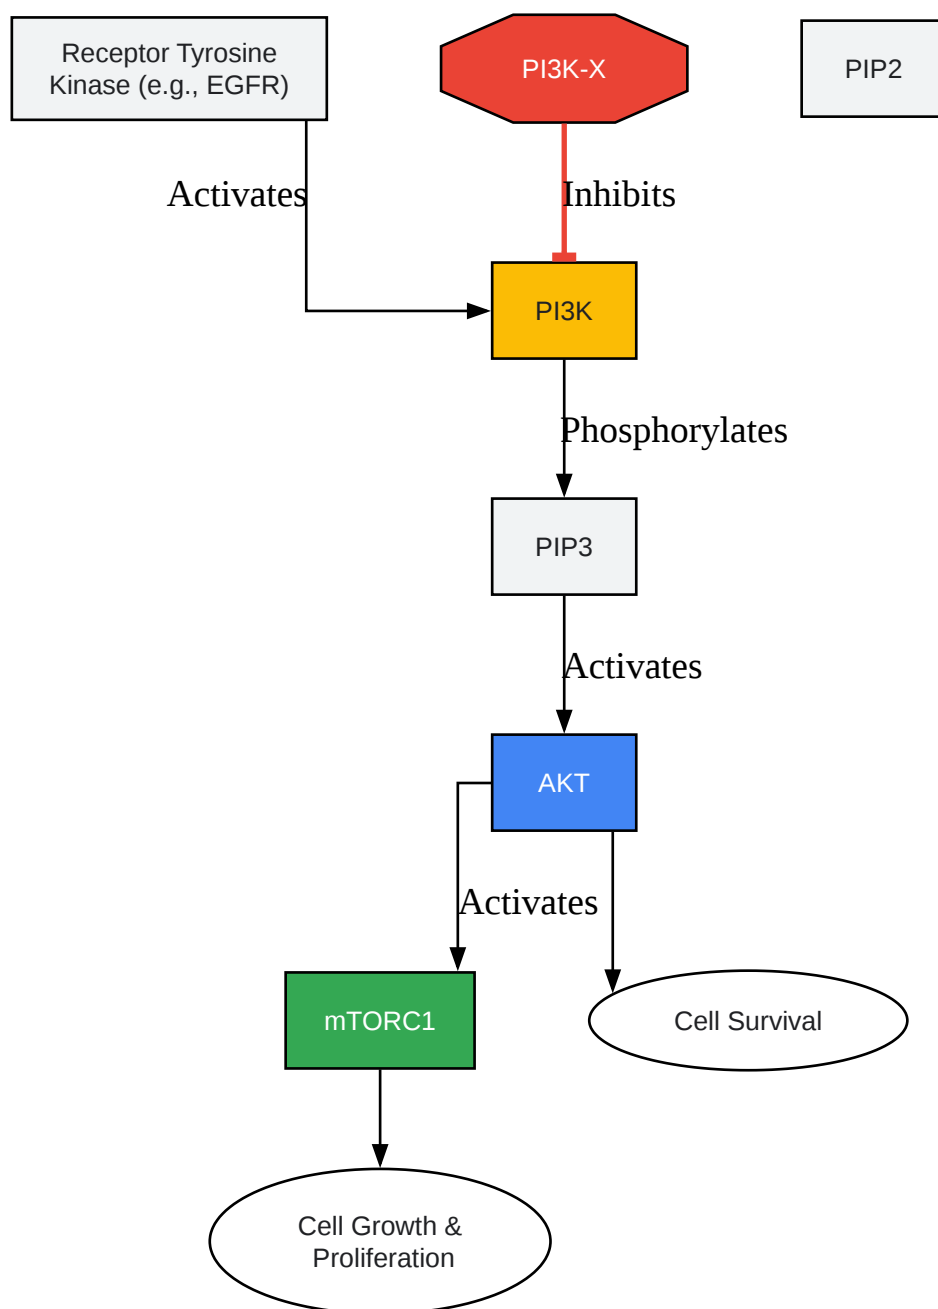 Receptor Tyrosine
Kinase (e.g., EGFR)
PI3K-X
PIP2
Activates
Inhibits
PI3K
Phosphorylates
PIP3
Activates
AKT
Activates
mTORC1
Cell Survival
Cell Growth &
Proliferation